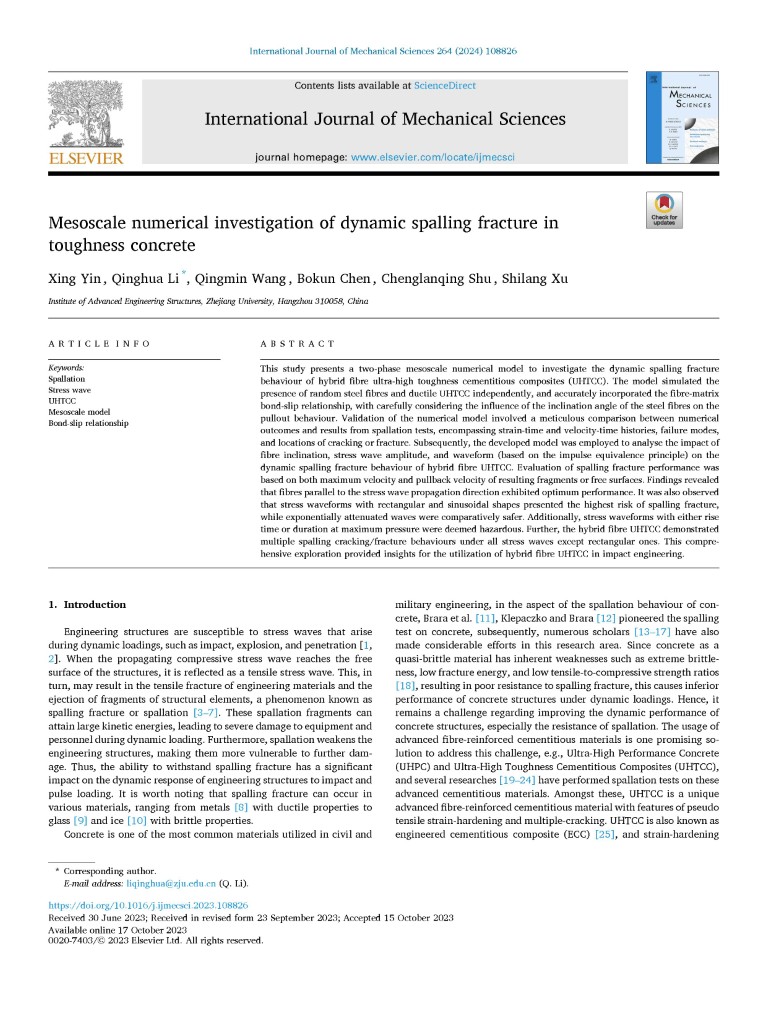 International Journal of Mechanical Sciences 264 (2024) 108826
Contents lists available at ScienceDirect
International Journal of Mechanical Sciences
journal homepage: www.elsevier.com/locate/ijmecsci
ELSEVIER
MECHANICAL
SCIENCES
Check for
updates
Mesoscale numerical investigation of dynamic spalling fracture in
toughness concrete
Xing Yin, Qinghua Li *, Qingmin Wang, Bokun Chen, Chenglanqing Shu, Shilang Xu
Institute of Advanced Engineering Structures, Zhejiang University, Hangzhou 310058, China
ARTICLE INFO
Keywords:
Spallation
Stress wave
UHTCC
Mesoscale model
Bond-slip relationship
ABSTRACT
This study presents a two-phase mesoscale numerical model to investigate the dynamic spalling fracture
behaviour of hybrid fibre ultra-high toughness cementitious composites (UHTCC). The model simulated the
presence of random steel fibres and ductile UHTCC independently, and accurately incorporated the fibre-matrix
bond-slip relationship, with carefully considering the influence of the inclination angle of the steel fibres on the
pullout behaviour. Validation of the numerical model involved a meticulous comparison between numerical
outcomes and results from spallation tests, encompassing strain-time and velocity-time histories, failure modes,
and locations of cracking or fracture. Subsequently, the developed model was employed to analyse the impact of
fibre inclination, stress wave amplitude, and waveform (based on the impulse equivalence principle) on the
dynamic spalling fracture behaviour of hybrid fibre UHTCC. Evaluation of spalling fracture performance was
based on both maximum velocity and pullback velocity of resulting fragments or free surfaces. Findings revealed
that fibres parallel to the stress wave propagation direction exhibited optimum performance. It was also observed
that stress waveforms with rectangular and sinusoidal shapes presented the highest risk of spalling fracture,
while exponentially attenuated waves were comparatively safer. Additionally, stress waveforms with either rise
time or duration at maximum pressure were deemed hazardous. Further, the hybrid fibre UHTCC demonstrated
multiple spalling cracking/fracture behaviours under all stress waves except rectangular ones. This compre-
hensive exploration provided insights for the utilization of hybrid fibre UHTCC in impact engineering.
1. Introduction
Engineering structures are susceptible to stress waves that arise
during dynamic loadings, such as impact, explosion, and penetration [1,
2]. When the propagating compressive stress wave reaches the free
surface of the structures, it is reflected as a tensile stress wave. This, in
turn, may result in the tensile fracture of engineering materials and the
ejection of fragments of structural elements, a phenomenon known as
spalling fracture or spallation [3–7]. These spallation fragments can
attain large kinetic energies, leading to severe damage to equipment and
personnel during dynamic loading. Furthermore, spallation weakens the
engineering structures, making them more vulnerable to further dam-
age. Thus, the ability to withstand spalling fracture has a significant
impact on the dynamic response of engineering structures to impact and
pulse loading. It is worth noting that spalling fracture can occur in
various materials, ranging from metals [8] with ductile properties to
glass [9] and ice [10] with brittle properties.
Concrete is one of the most common materials utilized in civil and
military engineering, in the aspect of the spallation behaviour of con-
crete, Brara et al. [11], Klepaczko and Brara [12] pioneered the spalling
test on concrete, subsequently, numerous scholars [13–17] have also
made considerable efforts in this research area. Since concrete as a
quasi-brittle material has inherent weaknesses such as extreme brittle-
ness, low fracture energy, and low tensile-to-compressive strength ratios
[18], resulting in poor resistance to spalling fracture, this causes inferior
performance of concrete structures under dynamic loadings. Hence, it
remains a challenge regarding improving the dynamic performance of
concrete structures, especially the resistance of spallation. The usage of
advanced fibre-reinforced cementitious materials is one promising so-
lution to address this challenge, e.g., Ultra-High Performance Concrete
(UHPC) and Ultra-High Toughness Cementitious Composites (UHTCC),
and several researches [19–24] have performed spallation tests on these
advanced cementitious materials. Amongst these, UHTCC is a unique
advanced fibre-reinforced cementitious material with features of pseudo
tensile strain-hardening and multiple-cracking. UHTCC is also known as
engineered cementitious composite (ECC) [25], and strain-hardening
* Corresponding author.
E-mail address: liqinghua@zju.edu.cn (Q. Li).
https://doi.org/10.1016/j.ijmecsci.2023.108826
Received 30 June 2023; Received in revised form 23 September 2023; Accepted 15 October 2023
Available online 17 October 2023
0020-7403/© 2023 Elsevier Ltd. All rights reserved.